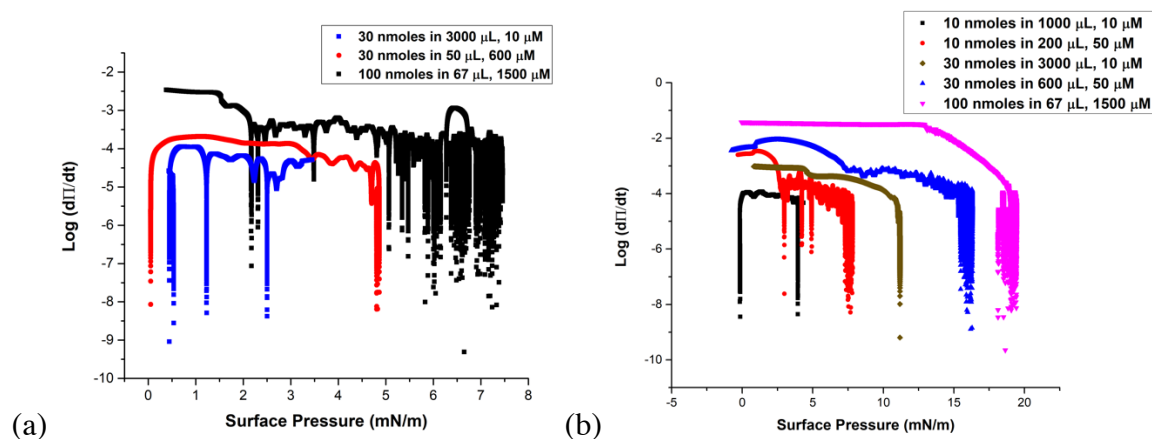 30 nmoles in 3000 μL, 10 μM
30 nmoles in 50 μL, 600 μM
100 nmoles in 67 μL, 1500 μM
-2
-3
-4
-5
-6
-7
-8
-9
-10
Log (dΠ/dt)
0 1 2 3 4 5 6 7 8
Surface Pressure (mN/m)
(a)
10 nmoles in 1000 μL, 10 μM
10 nmoles in 200 μL, 50 μM
30 nmoles in 3000 μL, 10 μM
30 nmoles in 600 μL, 50 μM
100 nmoles in 67 μL, 1500 μM
0
-2
-4
-6
-8
-10
Log (dΠ/dt)
-5 0 5 10 15 20
Surface Pressure (mN/m)
(b)